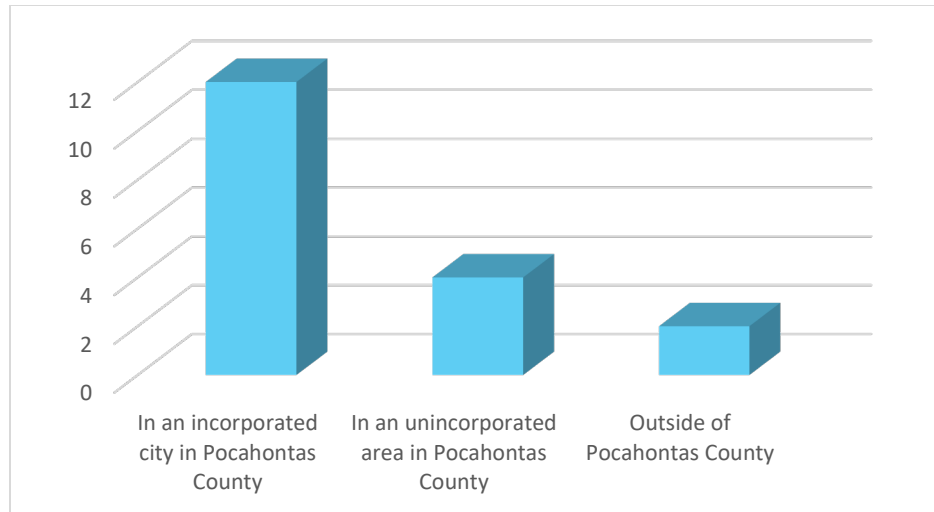 12
10
8
6
4
2
0
In an incorporated
city in Pocahontas
County
In an unincorporated
area in Pocahontas
County
Outside of
Pocahontas County